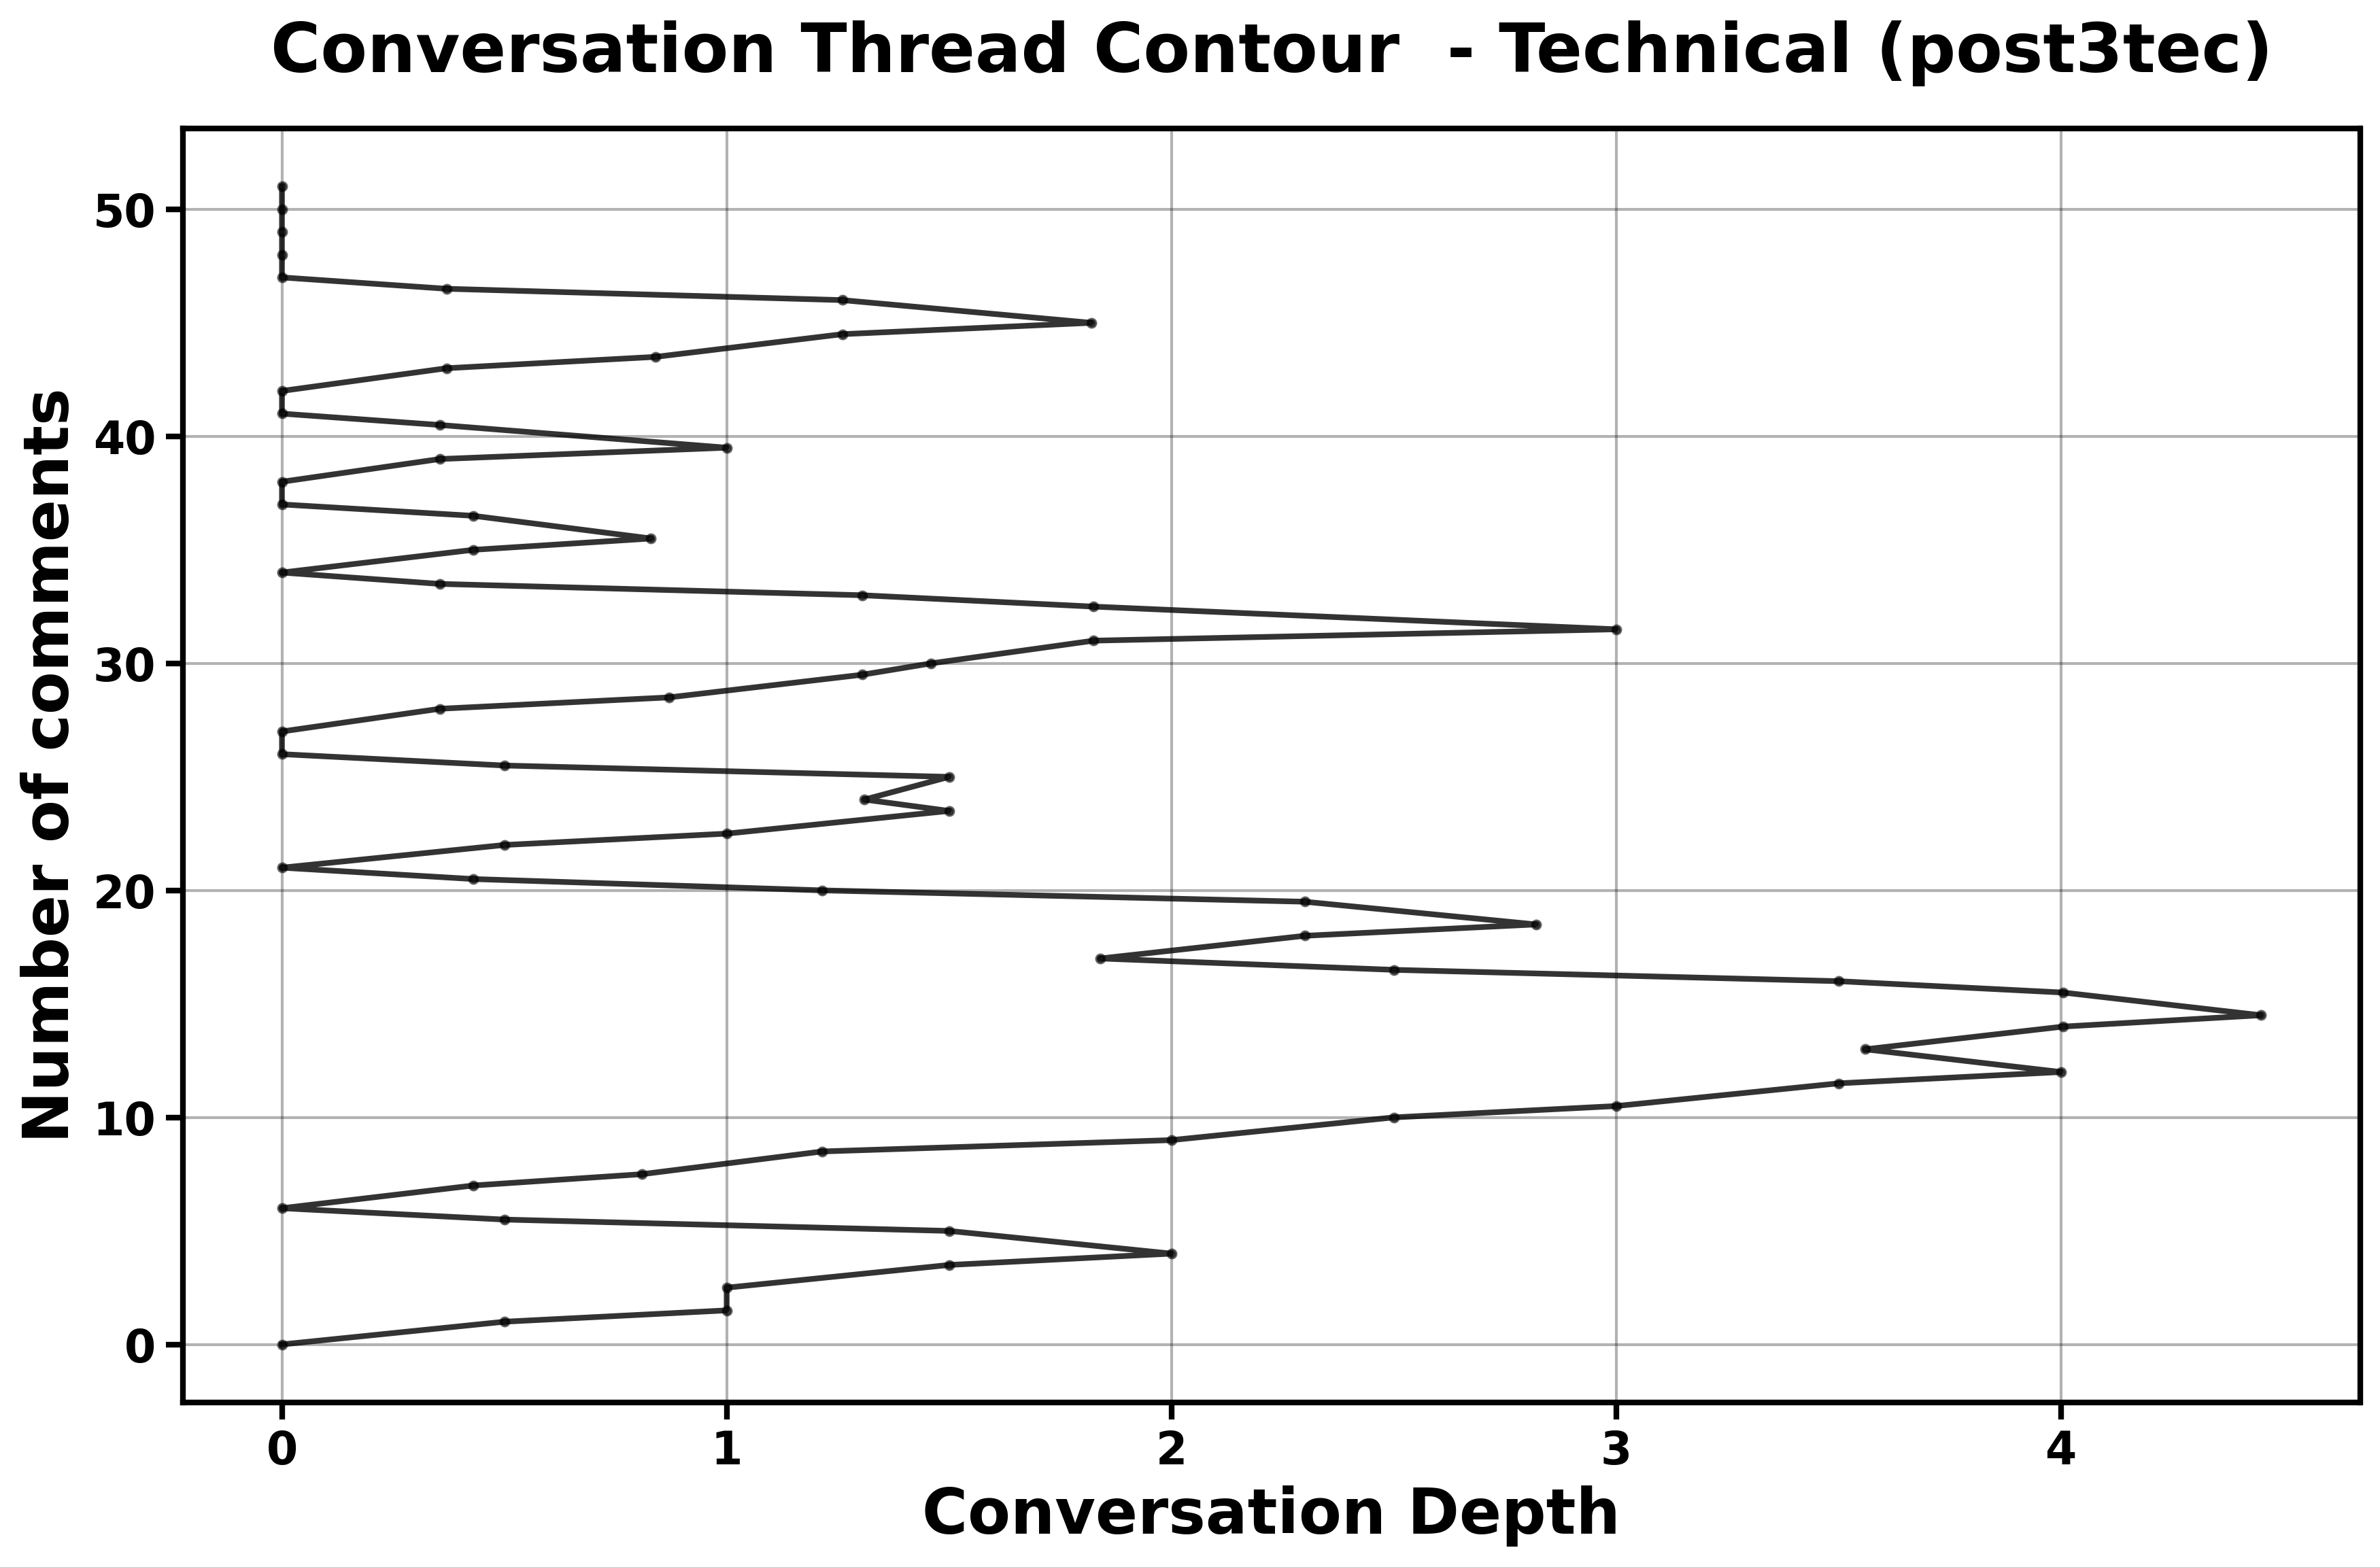 Conversation Thread Contour  - Technical (post3tec)
Number of comments
50
40
30
20
10
0
0 1 2 3 4
Conversation Depth